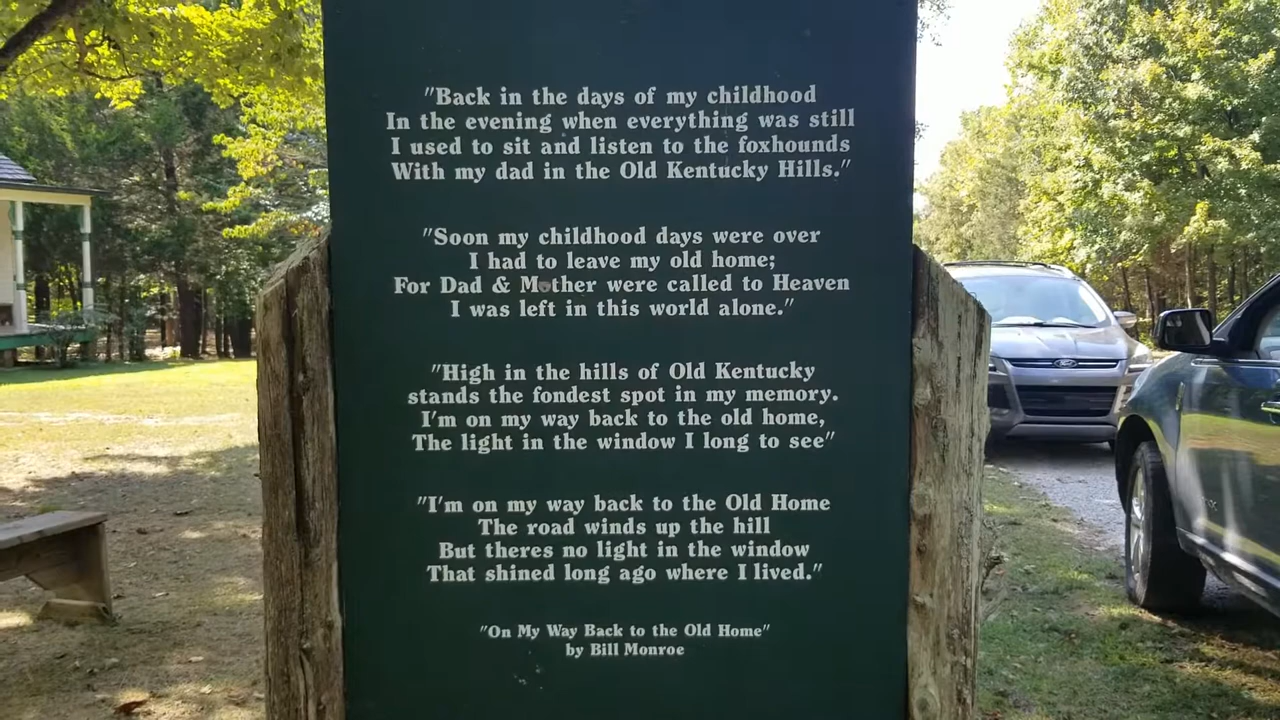 "Back in the days of my childhood
In the evening when everything was still
I used to sit and listen to the foxhounds
With my dad in the Old Kentucky Hills."
"Soon my childhood days were over
I had to leave my old home;
For Dad & Mother were called to Heaven
I was left in this world alone."
"High in the hills of Old Kentucky
stands the fondest spot in my memory.
I'm on my way back to the old home,
The light in the window I long to see"
"I'm on my way back to the Old Home
The road winds up the hill
But theres no light in the window
That shined long ago where I lived."
"On My Way Back to the Old Home"
by Bill Monroe
Ford